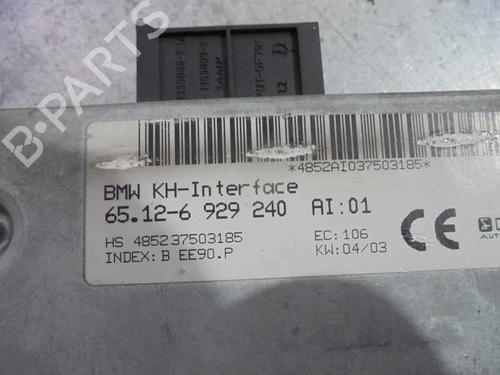 B-PARTS
*4852AI037503185*
BMW KH-Interface
65.12-6 929 240 AI:01
HS 485237503185 EC:106
INDEX: B EE90.P KW:04/03
CE